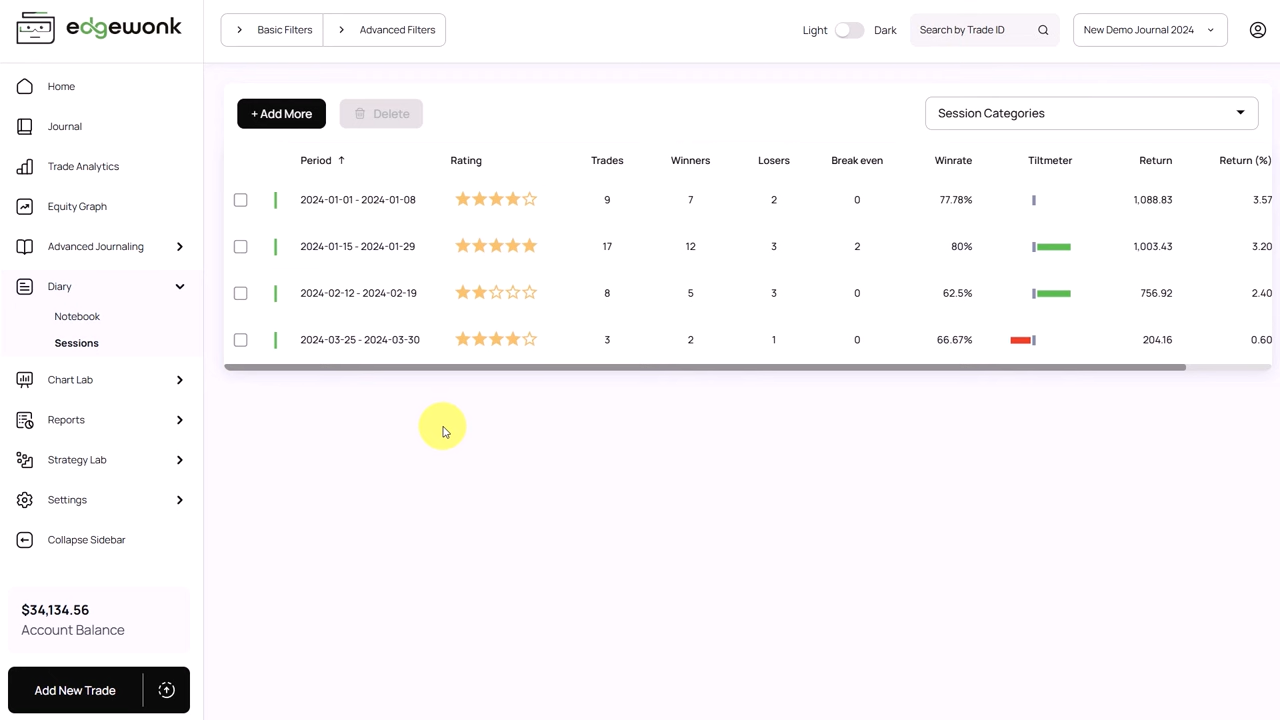 edgewonk
Basic Filters
Advanced Filters
Light
Dark
Search by Trade ID
New Demo Journal 2024
Home
Journal
Trade Analytics
Equity Graph
Advanced Journaling
Diary
Notebook
Sessions
Chart Lab
Reports
Strategy Lab
Settings
Collapse Sidebar
$34,134.56
Account Balance
Add New Trade
+ Add More
Delete
Session Categories
Period Rating Trades Winners Losers Break even Winrate Tiltmeter Return Return (%)
2024-01-01 - 2024-01-08 9 7 2 0 77.78% 1,088.83 3.57
2024-01-15 - 2024-01-29 17 12 3 2 80% 1,003.43 3.20
2024-02-12 - 2024-02-19 8 5 3 0 62.5% 756.92 2.40
2024-03-25 - 2024-03-30 3 2 1 0 66.67% 204.16 0.60